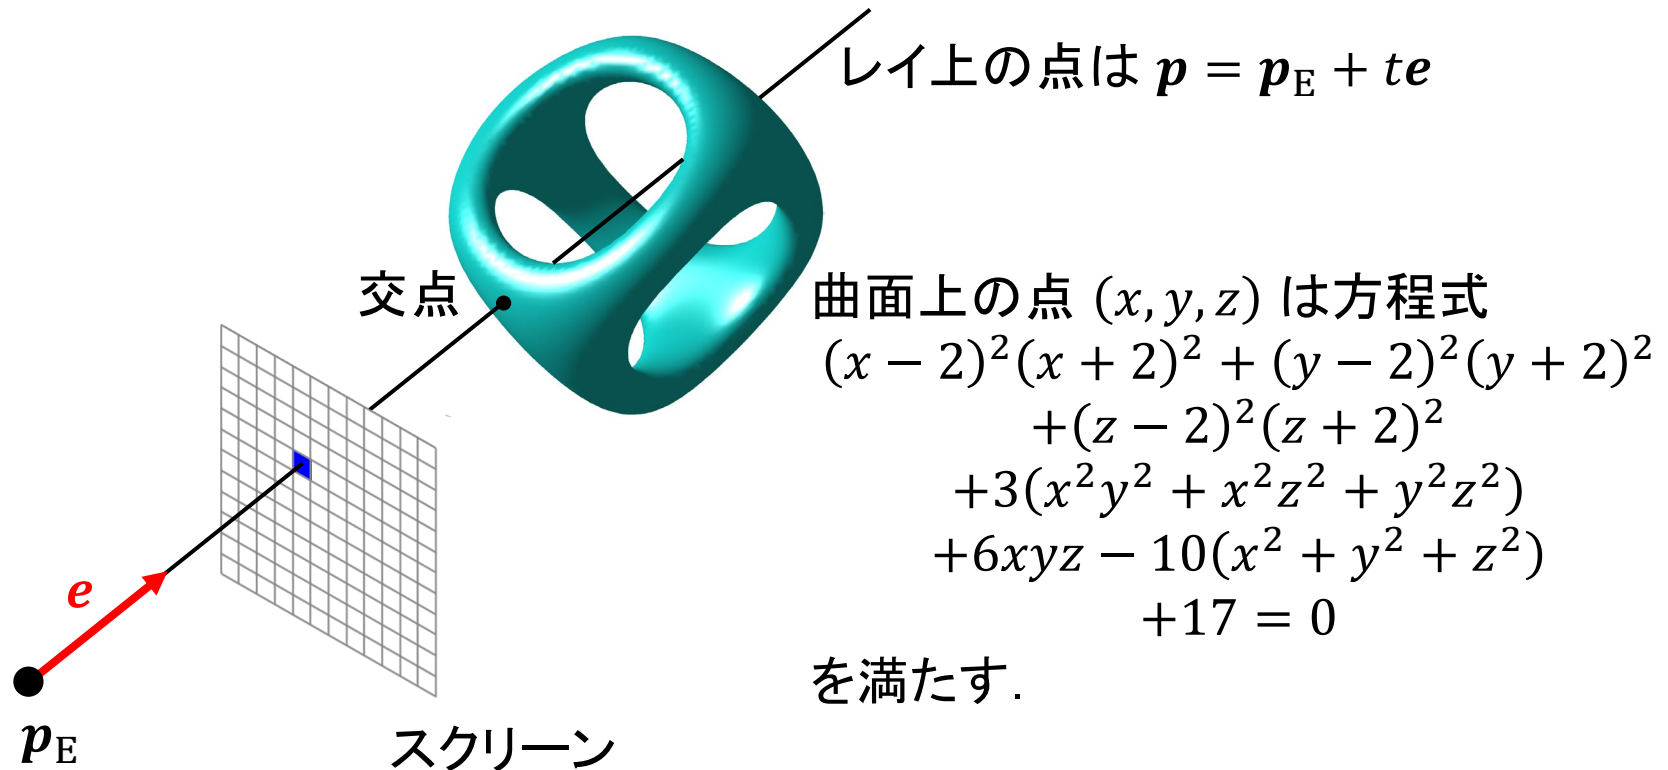 レイ上の点は p = p_E + te
交点
曲面上の点 (x, y, z) は方程式
(x − 2)²(x + 2)² + (y − 2)²(y + 2)²
+(z − 2)²(z + 2)²
+3(x²y² + x²z² + y²z²)
+6xyz − 10(x² + y² + z²)
+17 = 0
を満たす.
e
p_E
スクリーン